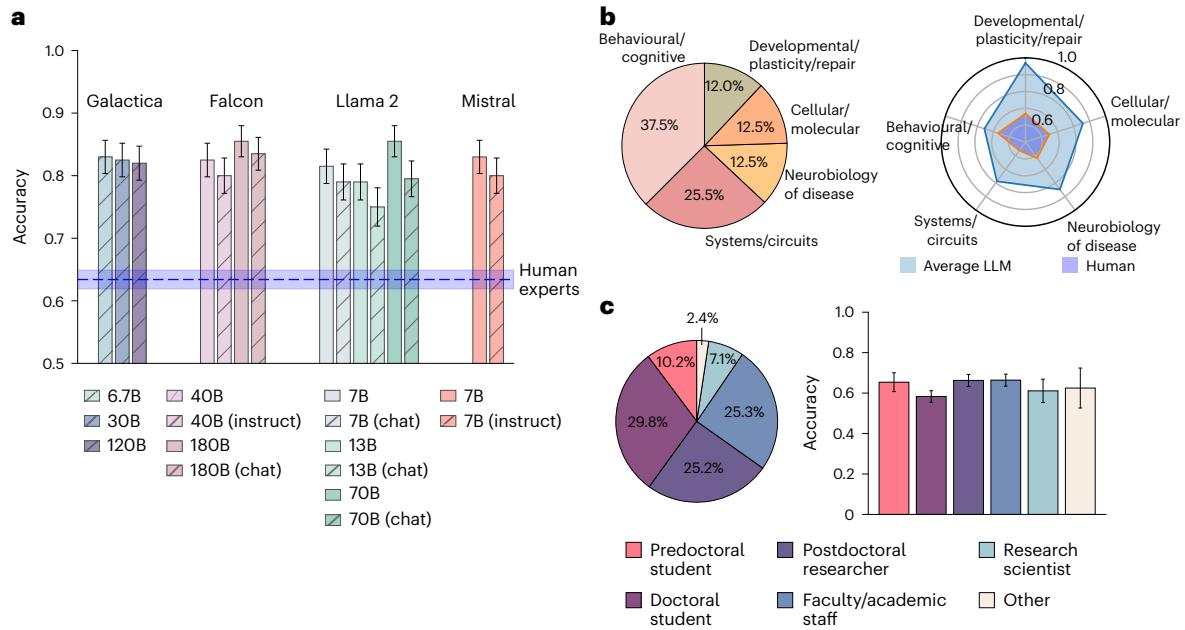 a
1.0
0.9
0.8
0.7
0.6
0.5
Accuracy
Galactica
Falcon
Llama 2
Mistral
Human
experts
6.7B
30B
120B
40B
40B (instruct)
180B
180B (chat)
7B
7B (chat)
13B
13B (chat)
70B
70B (chat)
7B
7B (instruct)
b
Behavioural/
cognitive
Developmental/
plasticity/repair
Cellular/
molecular
Neurobiology
of disease
Systems/circuits
12.0%
12.5%
12.5%
25.5%
37.5%
Developmental/
plasticity/repair
1.0
0.8
0.6
Cellular/
molecular
Behavioural/
cognitive
Systems/
circuits
Neurobiology
of disease
Average LLM
Human
c
2.4%
7.1%
10.2%
25.3%
29.8%
25.2%
1.0
0.8
0.6
0.4
0.2
0
Accuracy
Predoctoral
student
Doctoral
student
Postdoctoral
researcher
Faculty/academic
staff
Research
scientist
Other